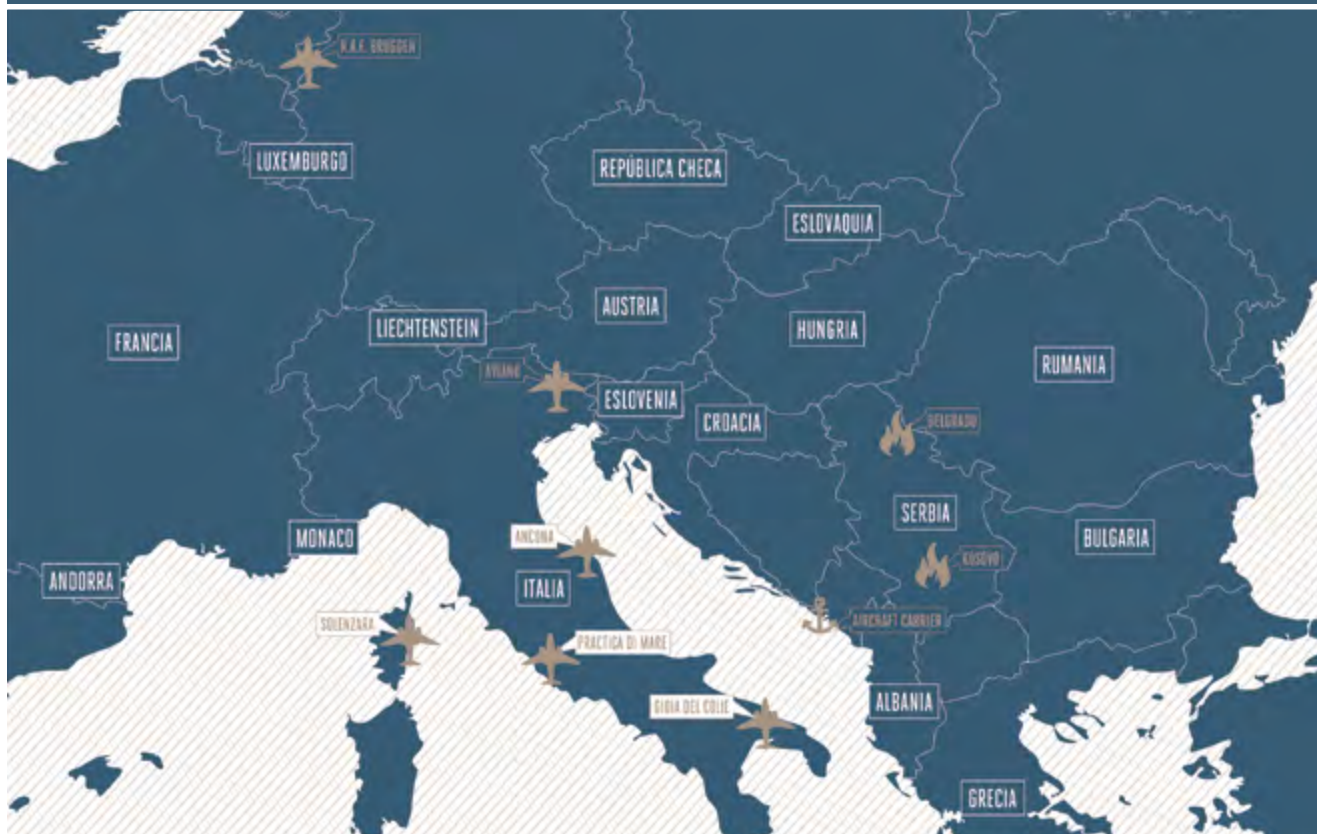 R.A.F. BRUGGEN
LUXEMBURGO
REPÚBLICA CHECA
ESLOVAQUIA
AUSTRIA
LIECHTENSTEIN
HUNGRIA
FRANCIA
RUMANIA
AVIANO
ESLOVENIA
CROACIA
BELGRADO
SERBIA
MONACO
ANCONA
BULGARIA
KOSOVO
ANDORRA
ITALIA
SOLENZARA
AIRCRAFT CARRIER
PRACTICA DI MARE
ALBANIA
GIOIA DEL COLIE
GRECIA